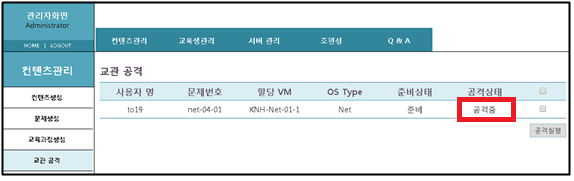 관리자화면
Administrator
HOME | LOGOUT
컨텐츠관리 교육생관리 서버 관리 조편성 Q & A
컨텐츠관리
컨텐츠생성
문제생성
교육과정생성
교관 공격
교관 공격
사용자 명 문제번호 할당 VM OS Type 준비상태 공격상태
to19 net-04-01 KNH-Net-01-1 Net 준비 공격중
공격실행